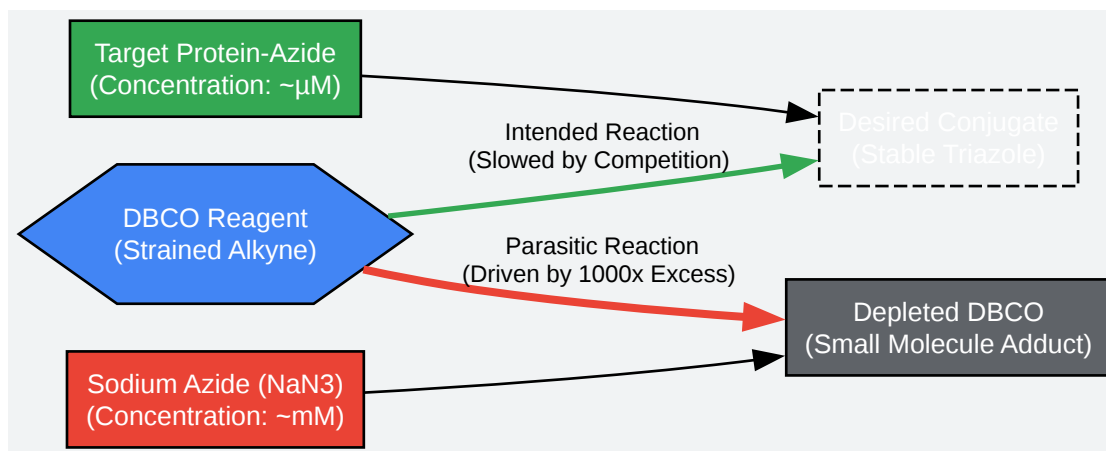 Target Protein-Azide
(Concentration: ~µM)
Desired Conjugate
(Stable Triazole)
Intended Reaction
(Slowed by Competition)
DBCO Reagent
(Strained Alkyne)
Parasitic Reaction
(Driven by 1000x Excess)
Depleted DBCO
(Small Molecule Adduct)
Sodium Azide (NaN3)
(Concentration: ~mM)